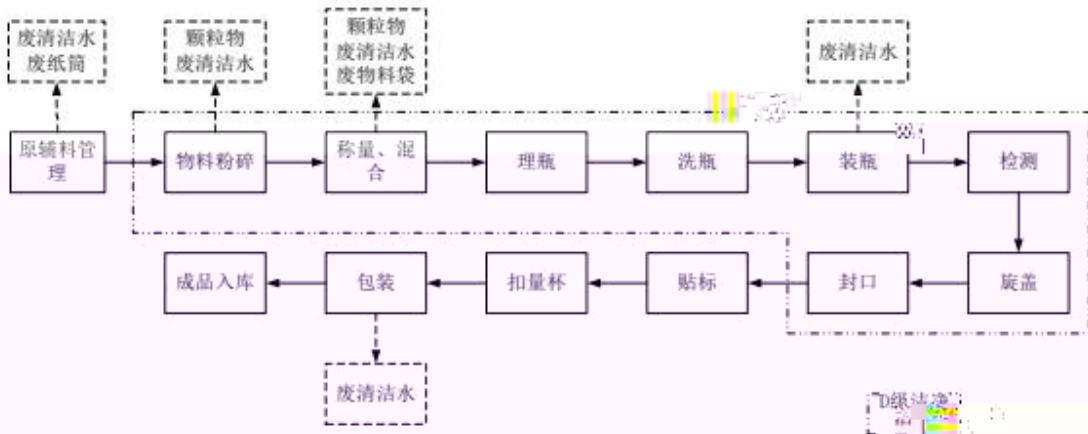 废清洁水
废纸筒
颗粒物
废清洁水
颗粒物
废清洁水
废物料袋
废清洁水
原辅料管
理
物料粉碎
称量、混
合
理瓶
洗瓶
装瓶
检测
成品入库
包装
扣量杯
贴标
封口
旋盖
废清洁水
D级洁净